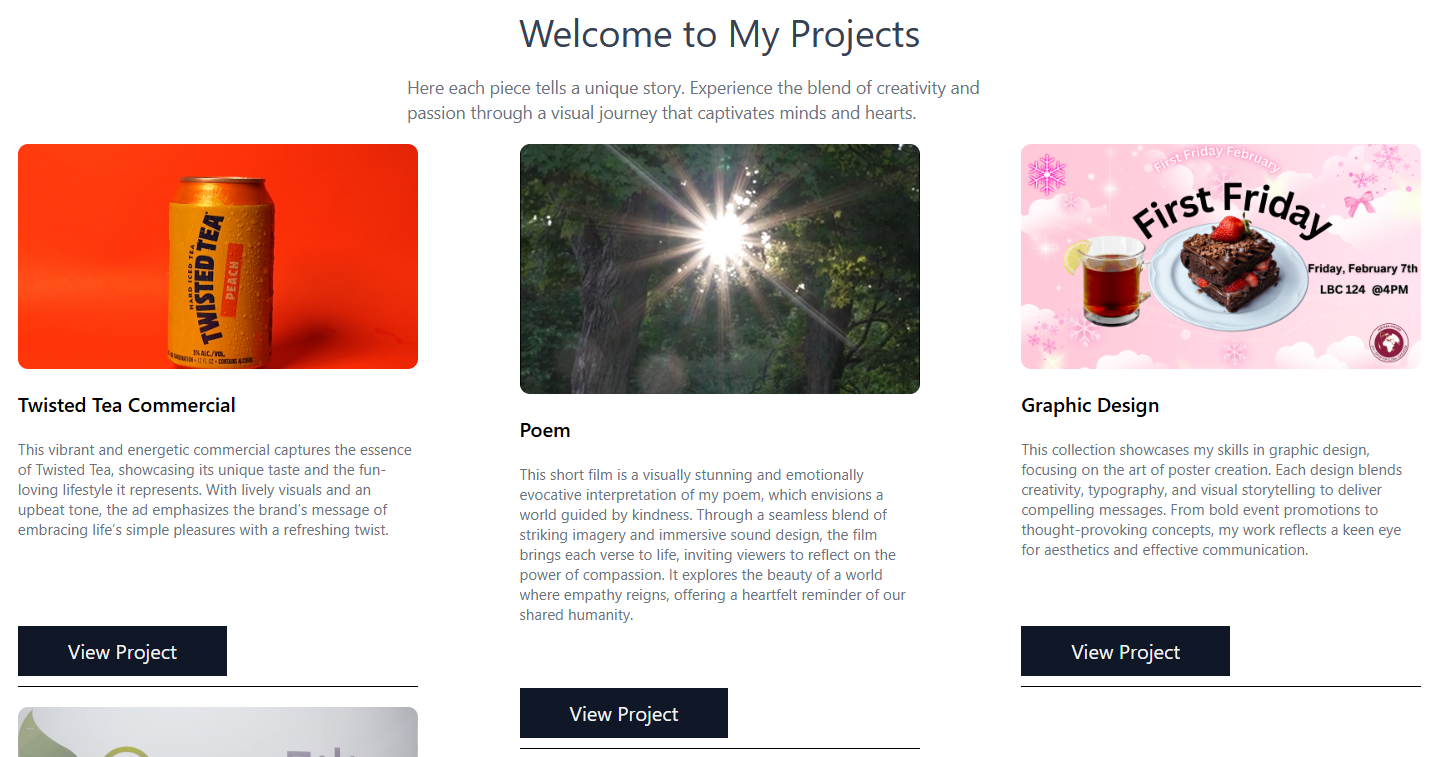 Welcome to My Projects
Here each piece tells a unique story. Experience the blend of creativity and
passion through a visual journey that captivates minds and hearts.
HARD ICED TEA
TWISTED TEA
PEACH
5% ALC./VOL.
CONTAINS ALCOHOL
Twisted Tea Commercial
This vibrant and energetic commercial captures the essence
of Twisted Tea, showcasing its unique taste and the fun-
loving lifestyle it represents. With lively visuals and an
upbeat tone, the ad emphasizes the brand’s message of
embracing life’s simple pleasures with a refreshing twist.
View Project
Poem
This short film is a visually stunning and emotionally
evocative interpretation of my poem, which envisions a
world guided by kindness. Through a seamless blend of
striking imagery and immersive sound design, the film
brings each verse to life, inviting viewers to reflect on the
power of compassion. It explores the beauty of a world
where empathy reigns, offering a heartfelt reminder of our
shared humanity.
View Project
First Friday February
First Friday
Friday, February 7th
LBC 124 @4PM
Graphic Design
This collection showcases my skills in graphic design,
focusing on the art of poster creation. Each design blends
creativity, typography, and visual storytelling to deliver
compelling messages. From bold event promotions to
thought-provoking concepts, my work reflects a keen eye
for aesthetics and effective communication.
View Project